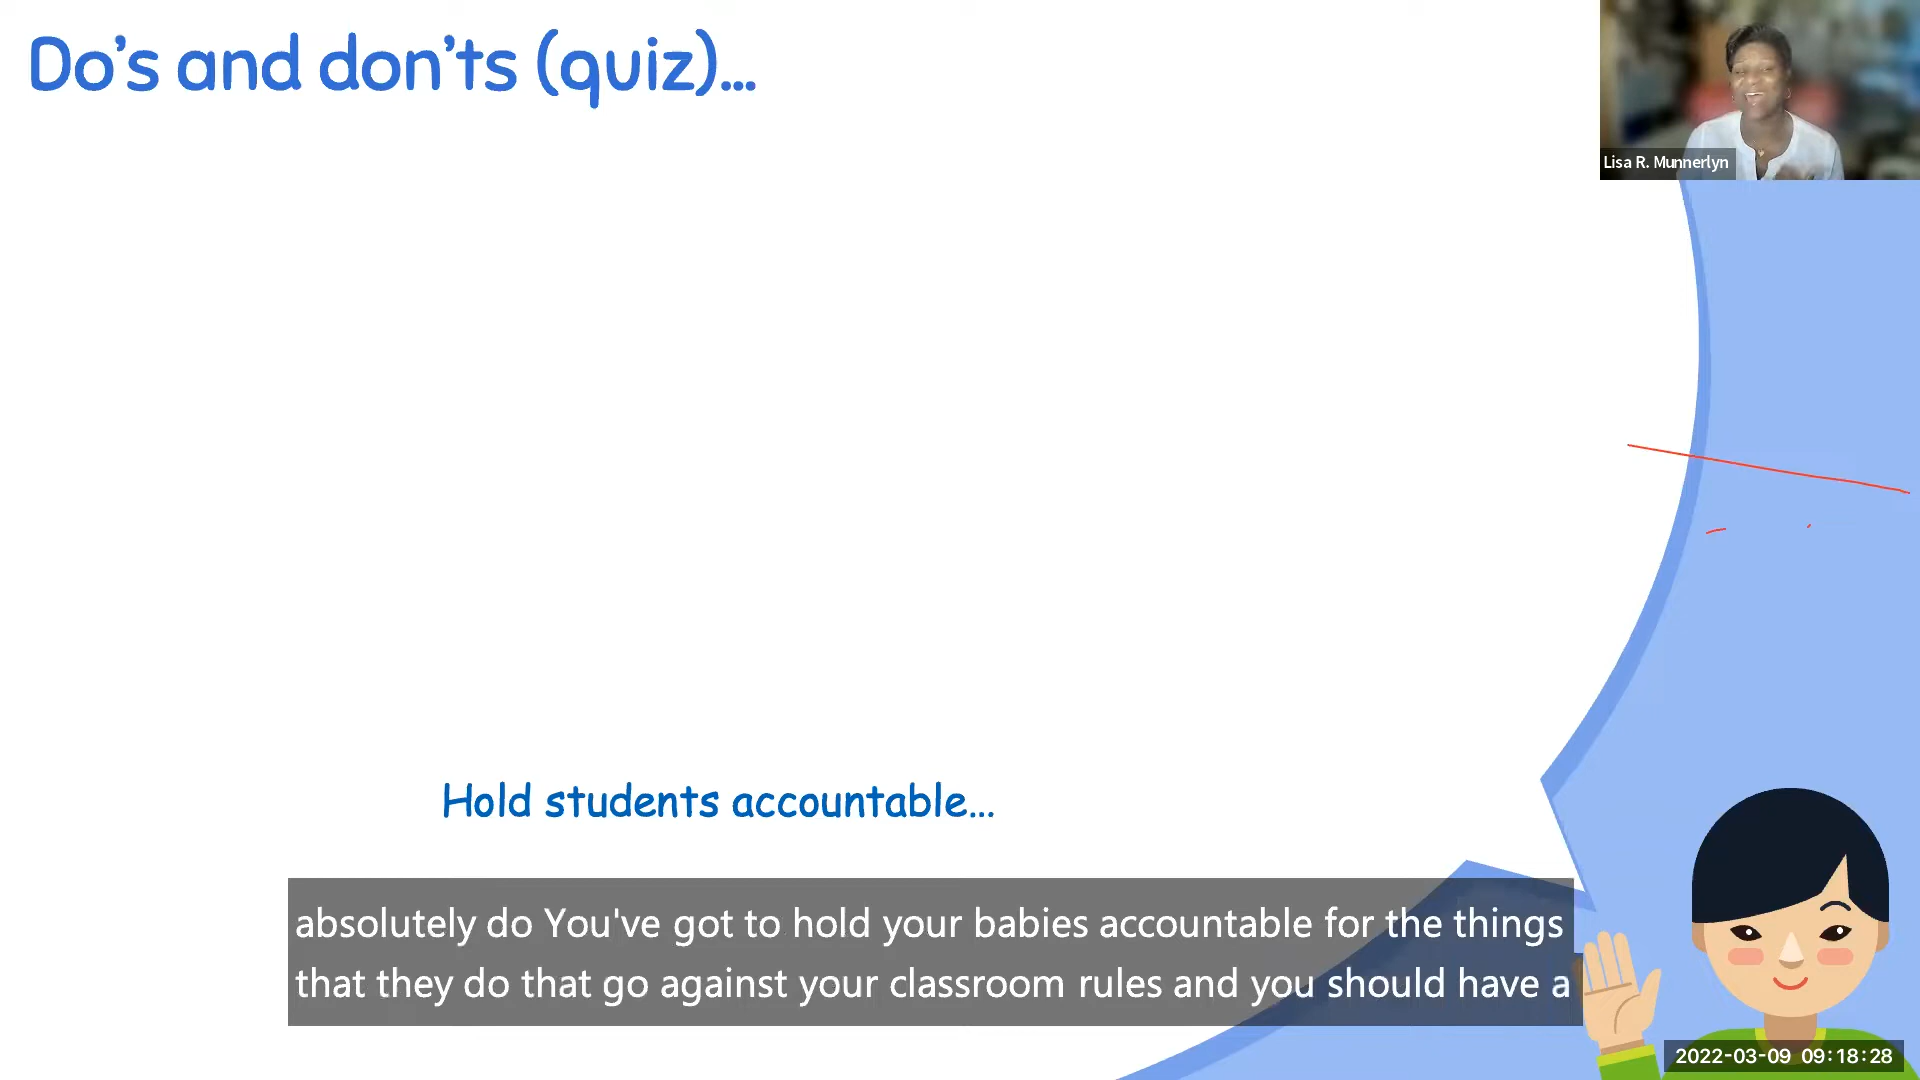 Do’s and don’ts (quiz)...
Lisa R. Munnerlyn
Hold students accountable...
absolutely do You've got to hold your babies accountable for the things
that they do that go against your classroom rules and you should have a
2022-03-09 09:18:28